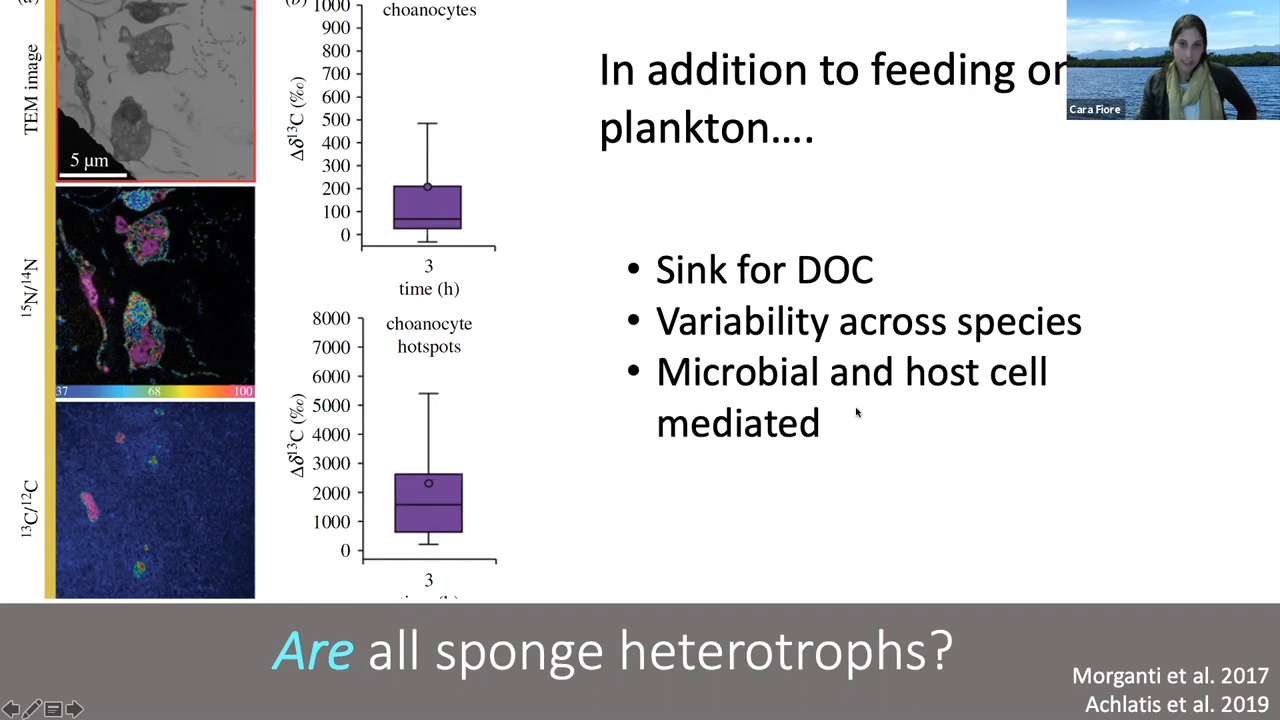 TEM image
5 µm
15N/14N
37 68 100
13C/12C
choanocytes
1000
900
800
700
600
500
400
300
200
100
0
Δδ13C (‰)
3
time (h)
choanocyte
hotspots
8000
7000
6000
5000
4000
3000
2000
1000
0
Δδ13C (‰)
3
In addition to feeding on
plankton....
Cara Fiore
• Sink for DOC
• Variability across species
• Microbial and host cell
mediated
Are all sponge heterotrophs?
Morganti et al. 2017
Achlatis et al. 2019